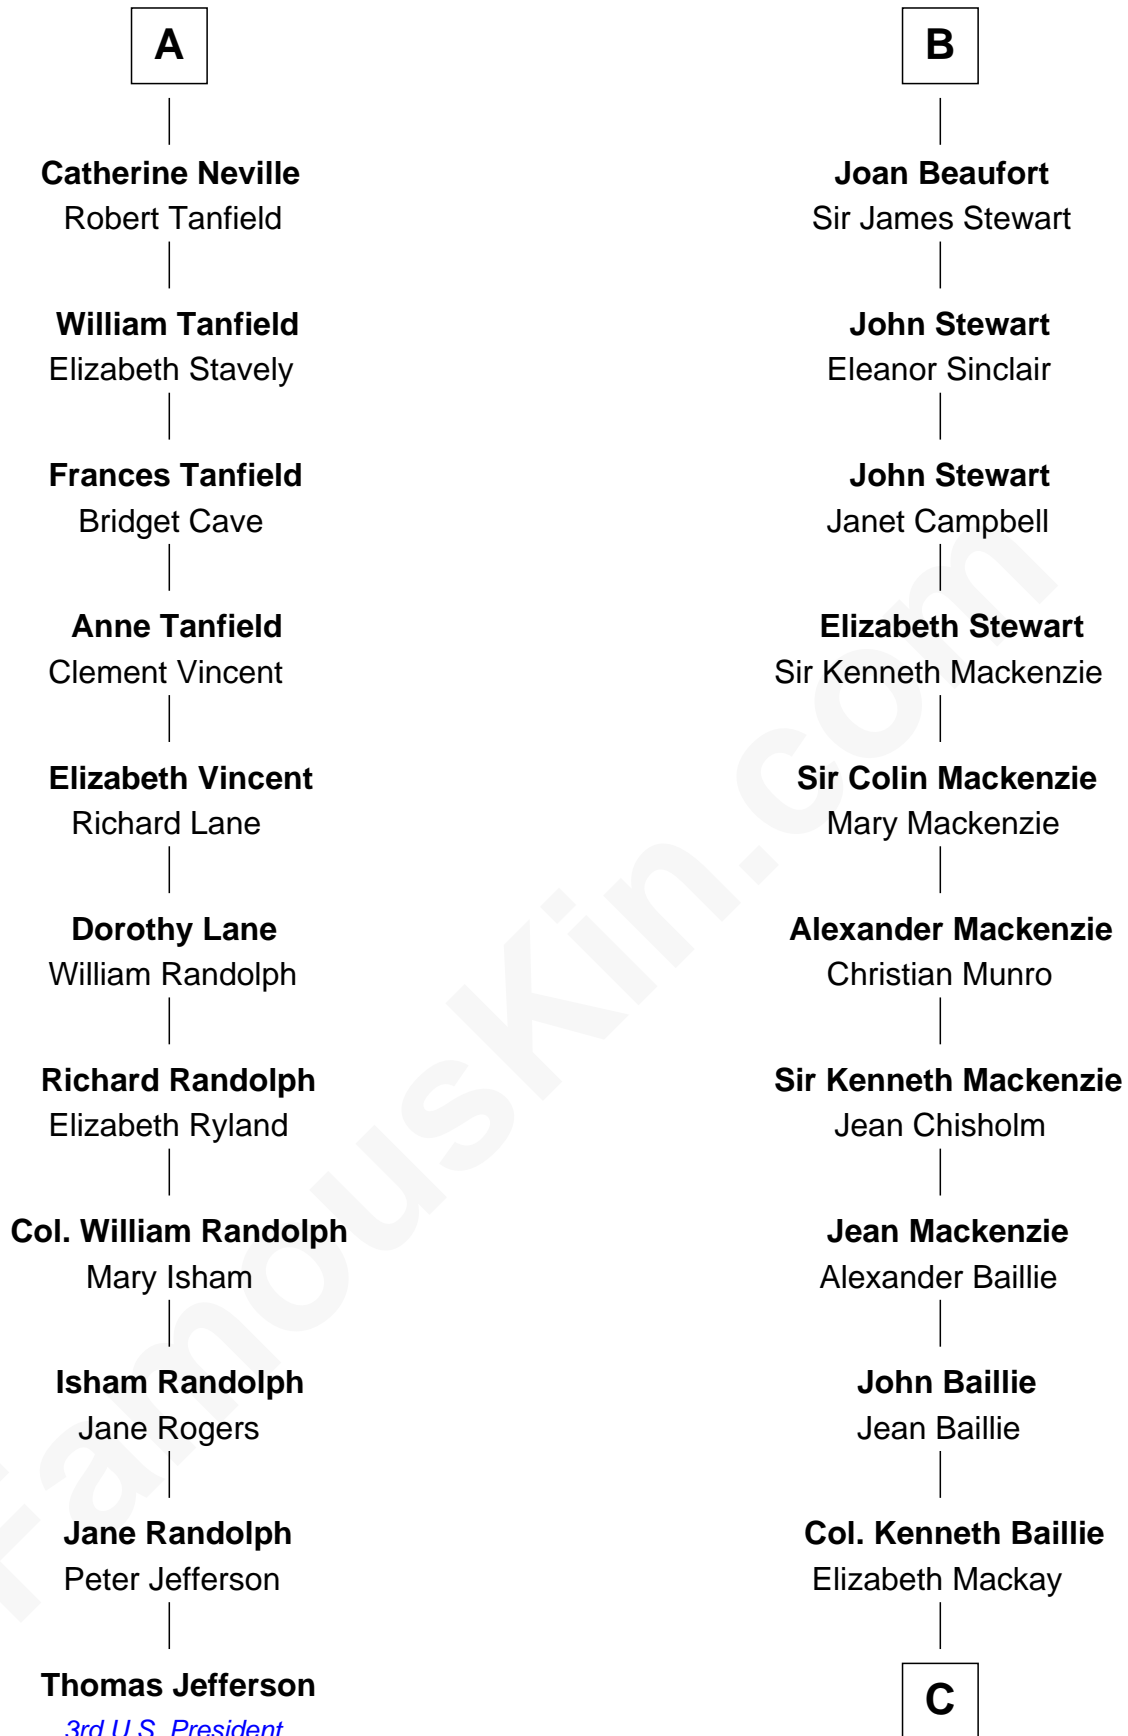 A
Catherine Neville
Robert Tanfield
William Tanfield
Elizabeth Stavely
Frances Tanfield
Bridget Cave
Anne Tanfield
Clement Vincent
Elizabeth Vincent
Richard Lane
Dorothy Lane
William Randolph
Richard Randolph
Elizabeth Ryland
Col. William Randolph
Mary Isham
Isham Randolph
Jane Rogers
Jane Randolph
Peter Jefferson
Thomas Jefferson
3rd U.S. President
B
Joan Beaufort
Sir James Stewart
John Stewart
Eleanor Sinclair
John Stewart
Janet Campbell
Elizabeth Stewart
Sir Kenneth Mackenzie
Sir Colin Mackenzie
Mary Mackenzie
Alexander Mackenzie
Christian Munro
Sir Kenneth Mackenzie
Jean Chisholm
Jean Mackenzie
Alexander Baillie
John Baillie
Jean Baillie
Col. Kenneth Baillie
Elizabeth Mackay
C
FamousKin.com